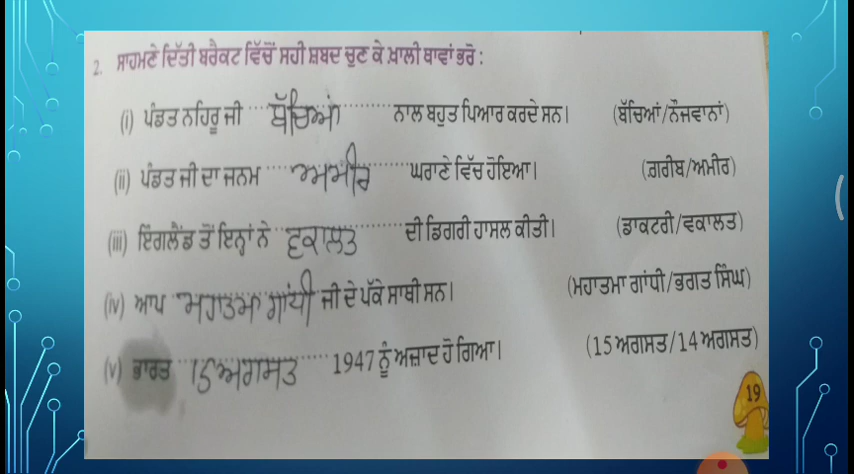 2. ਸਾਹਮਣੇ ਦਿੱਤੀ ਬਰੈਕਟ ਵਿੱਚੋਂ ਸਹੀ ਸ਼ਬਦ ਚੁਣ ਕੇ ਖ਼ਾਲੀ ਥਾਵਾਂ ਭਰੋ :
(i) ਪੰਡਤ ਨਹਿਰੂ ਜੀ ਬੱਚਿਆਂ ਨਾਲ ਬਹੁਤ ਪਿਆਰ ਕਰਦੇ ਸਨ। (ਬੱਚਿਆਂ/ਨੌਜਵਾਨਾਂ)
(ii) ਪੰਡਤ ਜੀ ਦਾ ਜਨਮ ਅਮੀਰ ਘਰਾਣੇ ਵਿੱਚ ਹੋਇਆ। (ਗ਼ਰੀਬ/ਅਮੀਰ)
(iii) ਇੰਗਲੈਂਡ ਤੋਂ ਇਨ੍ਹਾਂ ਨੇ ਵਕਾਲਤ ਦੀ ਡਿਗਰੀ ਹਾਸਲ ਕੀਤੀ। (ਡਾਕਟਰੀ/ਵਕਾਲਤ)
(iv) ਆਪ ਮਹਾਤਮਾ ਗਾਂਧੀ ਜੀ ਦੇ ਪੱਕੇ ਸਾਥੀ ਸਨ। (ਮਹਾਤਮਾ ਗਾਂਧੀ/ਭਗਤ ਸਿੰਘ)
(v) ਭਾਰਤ 15 ਅਗਸਤ 1947 ਨੂੰ ਅਜ਼ਾਦ ਹੋ ਗਿਆ। (15 ਅਗਸਤ/14 ਅਗਸਤ)
19